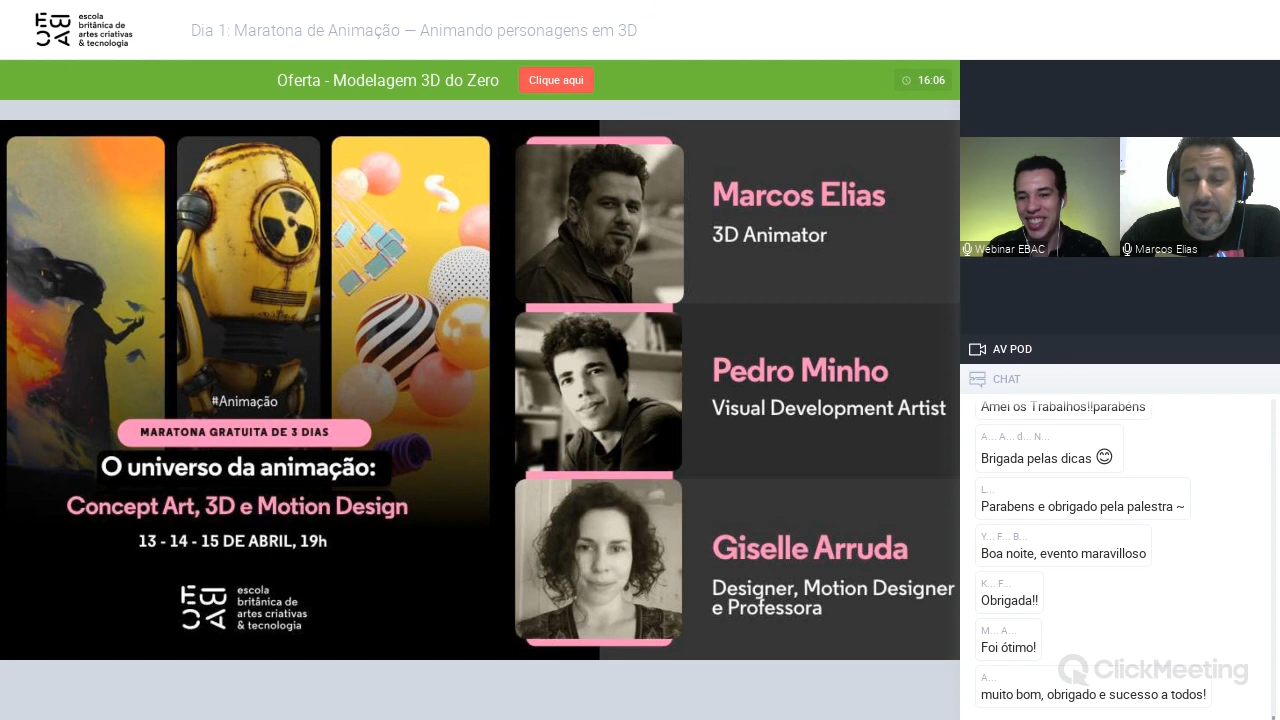 escola
britânica de
artes criativas
& tecnologia
Dia 1: Maratona de Animação — Animando personagens em 3D
Oferta - Modelagem 3D do Zero
Clique aqui
16:06
#Animação
MARATONA GRATUITA DE 3 DIAS
O universo da animação:
Concept Art, 3D e Motion Design
13 - 14 - 15 DE ABRIL, 19h
EBAC
escola
britânica de
artes criativas
& tecnologia
Marcos Elias
3D Animator
Pedro Minho
Visual Development Artist
Giselle Arruda
Designer, Motion Designer
e Professora
Webinar EBAC
Marcos Elias
AV POD
CHAT
Amei os Trabalhos!!parabéns
A... A... d... N...
Brigada pelas dicas 😊
L...
Parabens e obrigado pela palestra ~
Y... F... B...
Boa noite, evento maravilloso
K... F...
Obrigada!!
M... A...
Foi ótimo!
A...
muito bom, obrigado e sucesso a todos!
ClickMeeting